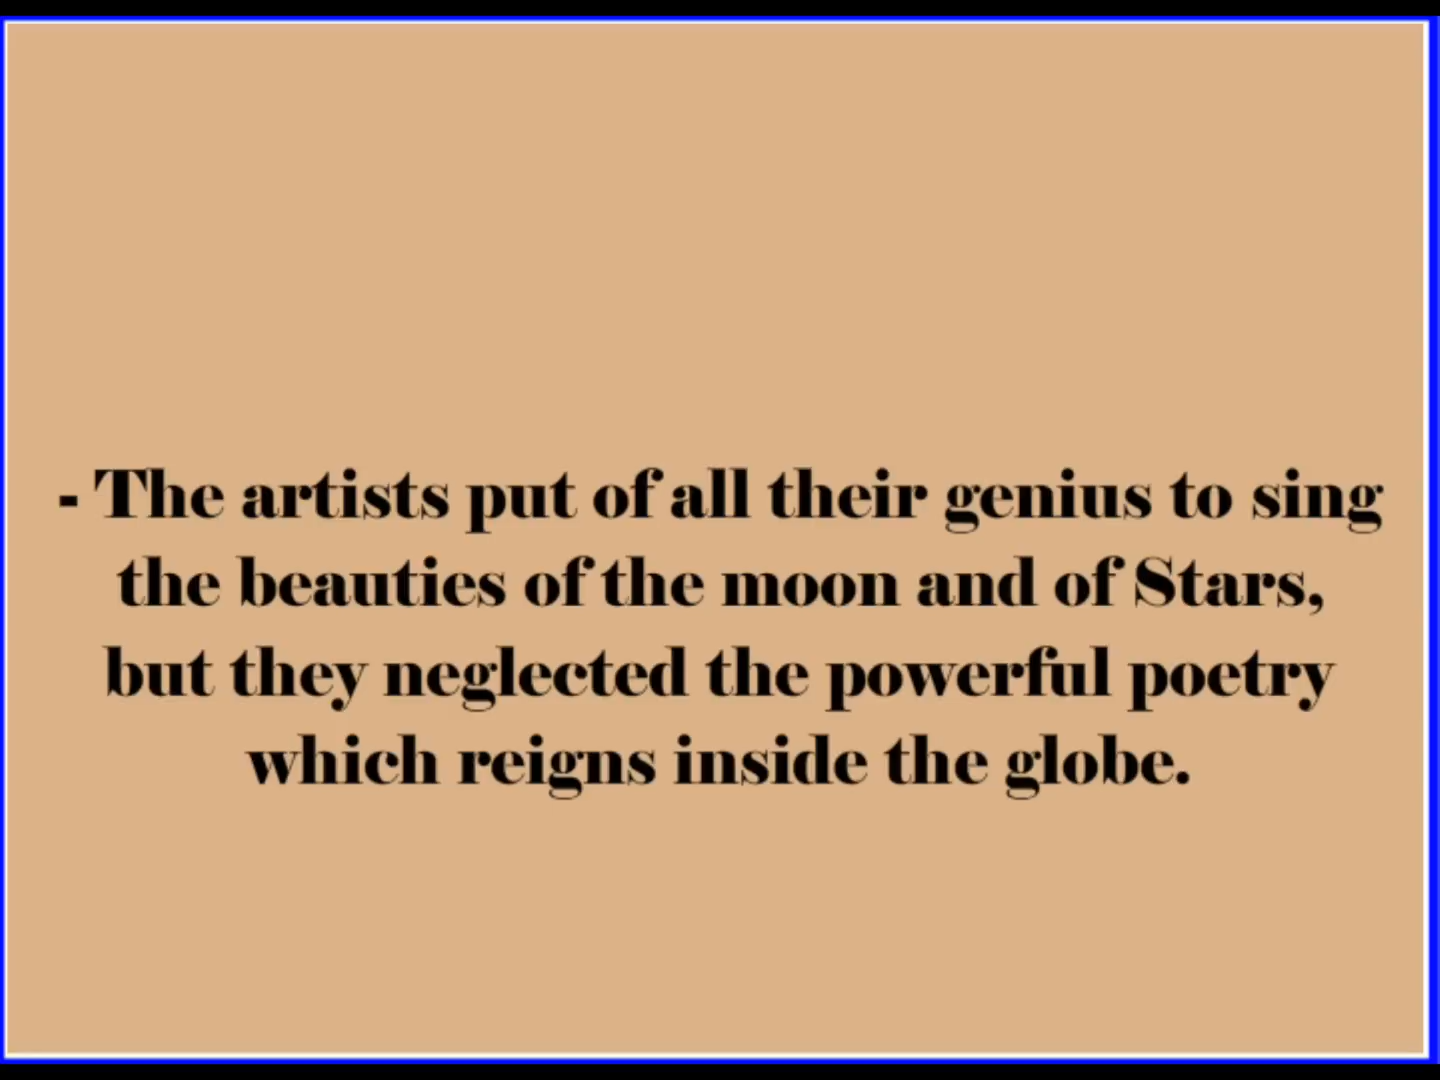 - The artists put of all their genius to sing
the beauties of the moon and of Stars,
but they neglected the powerful poetry
which reigns inside the globe.